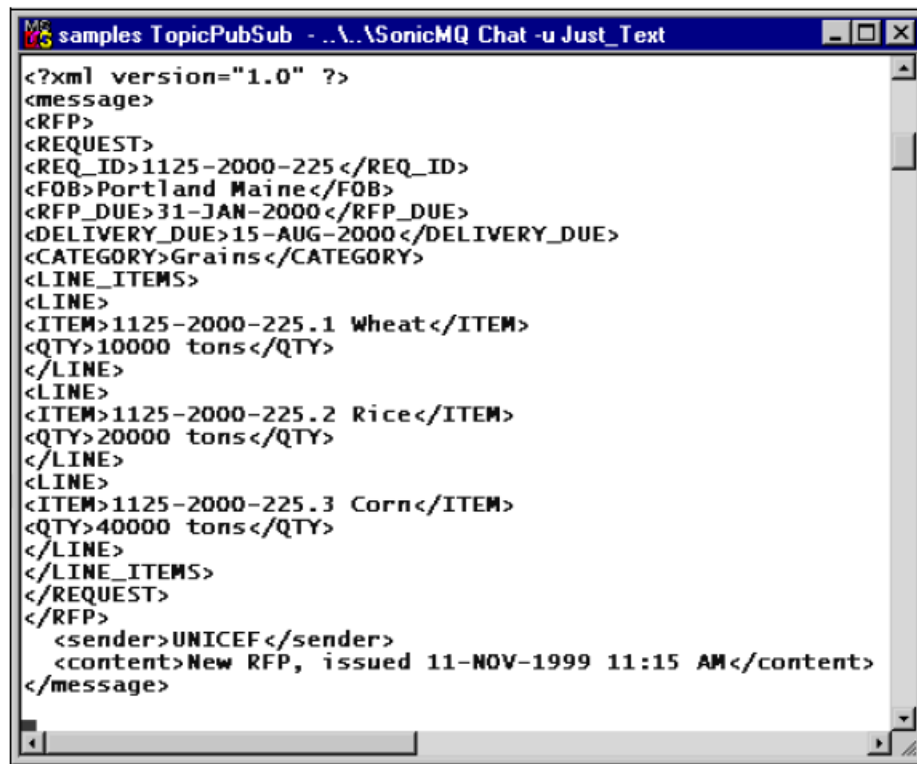 samples TopicPubSub - ..\..\SonicMQ Chat -u Just_Text
<?xml version="1.0" ?>
<message>
<RFP>
<REQUEST>
<REQ_ID>1125-2000-225</REQ_ID>
<FOB>Portland Maine</FOB>
<RFP_DUE>31-JAN-2000</RFP_DUE>
<DELIVERY_DUE>15-AUG-2000</DELIVERY_DUE>
<CATEGORY>Grains</CATEGORY>
<LINE_ITEMS>
<LINE>
<ITEM>1125-2000-225.1 Wheat</ITEM>
<QTY>10000 tons</QTY>
</LINE>
<LINE>
<ITEM>1125-2000-225.2 Rice</ITEM>
<QTY>20000 tons</QTY>
</LINE>
<LINE>
<ITEM>1125-2000-225.3 Corn</ITEM>
<QTY>40000 tons</QTY>
</LINE>
</LINE_ITEMS>
</REQUEST>
</RFP>
  <sender>UNICEF</sender>
  <content>New RFP, issued 11-NOV-1999 11:15 AM</content>
</message>